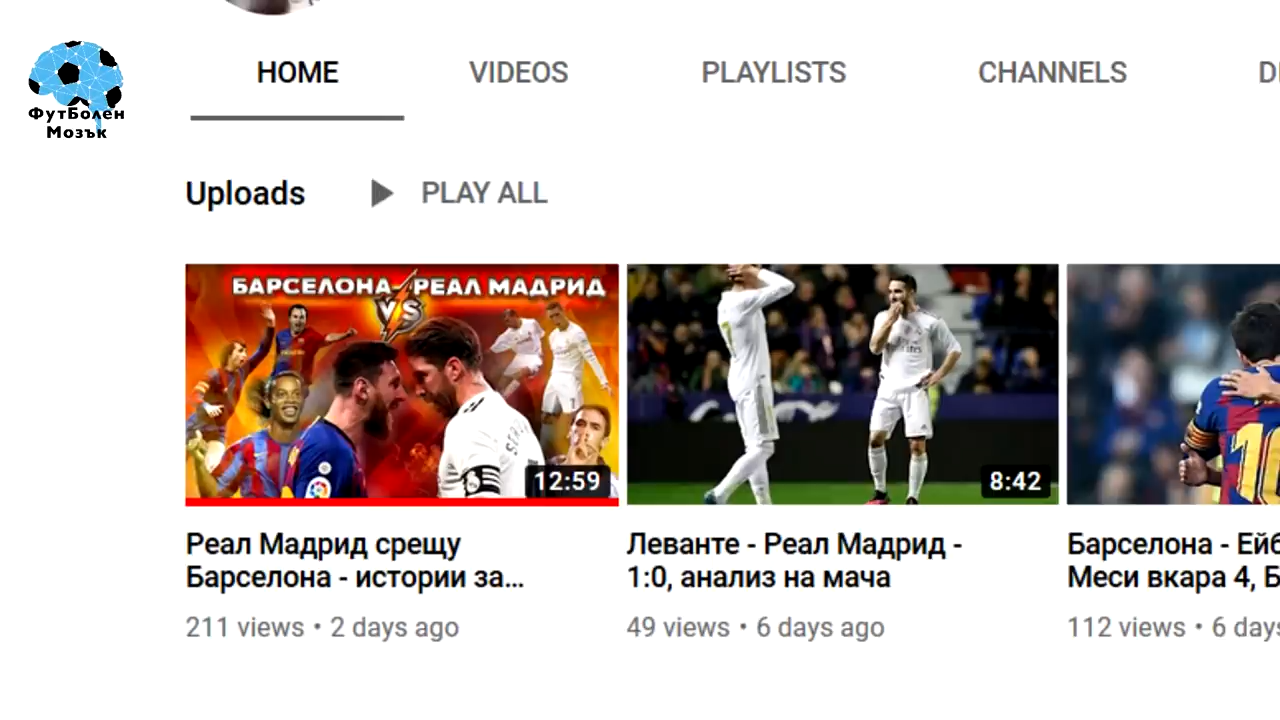 HOME
VIDEOS
PLAYLISTS
CHANNELS
ФутБолен
Мозък
Uploads
PLAY ALL
БАРСЕЛОНА РЕАЛ МАДРИД
VS
12:59
8:42
Реал Мадрид срещу
Барселона - истории за...
211 views • 2 days ago
Леванте - Реал Мадрид -
1:0, анализ на мача
49 views • 6 days ago
Барселона - Ейб
Меси вкара 4, Б
112 views • 6 days